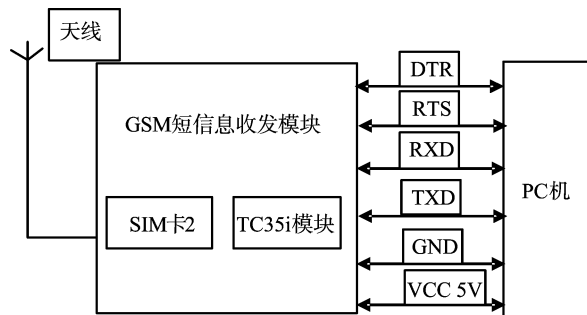 天线
GSM短信息收发模块
SIM卡2
TC35i模块
DTR
RTS
RXD
TXD
GND
VCC 5V
PC机